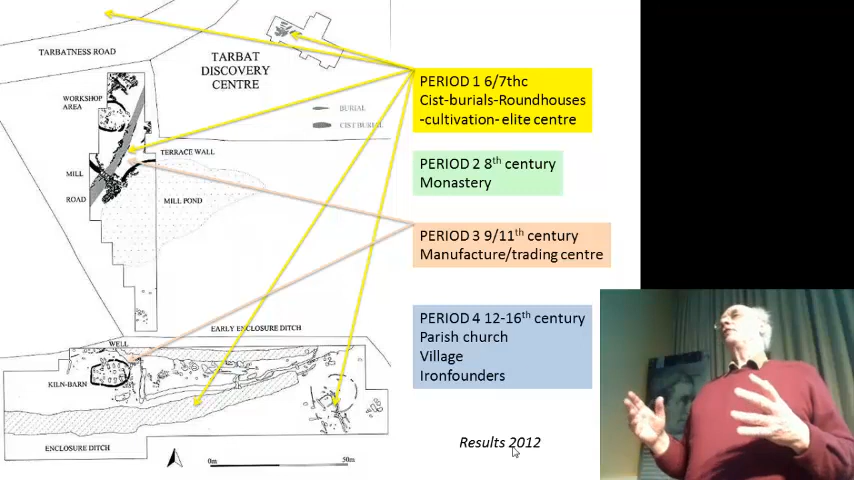 TARBATNESS ROAD
TARBAT
DISCOVERY
CENTRE
WORKSHOP
AREA
BURIAL
CIST BURIAL
TERRACE WALL
MILL
ROAD
MILL POND
EARLY ENCLOSURE DITCH
WELL
KILN-BARN
ENCLOSURE DITCH
0m
50m
PERIOD 1 6/7thc
Cist-burials-Roundhouses
-cultivation- elite centre
PERIOD 2 8th century
Monastery
PERIOD 3 9/11th century
Manufacture/trading centre
PERIOD 4 12-16th century
Parish church
Village
Ironfounders
Results 2012